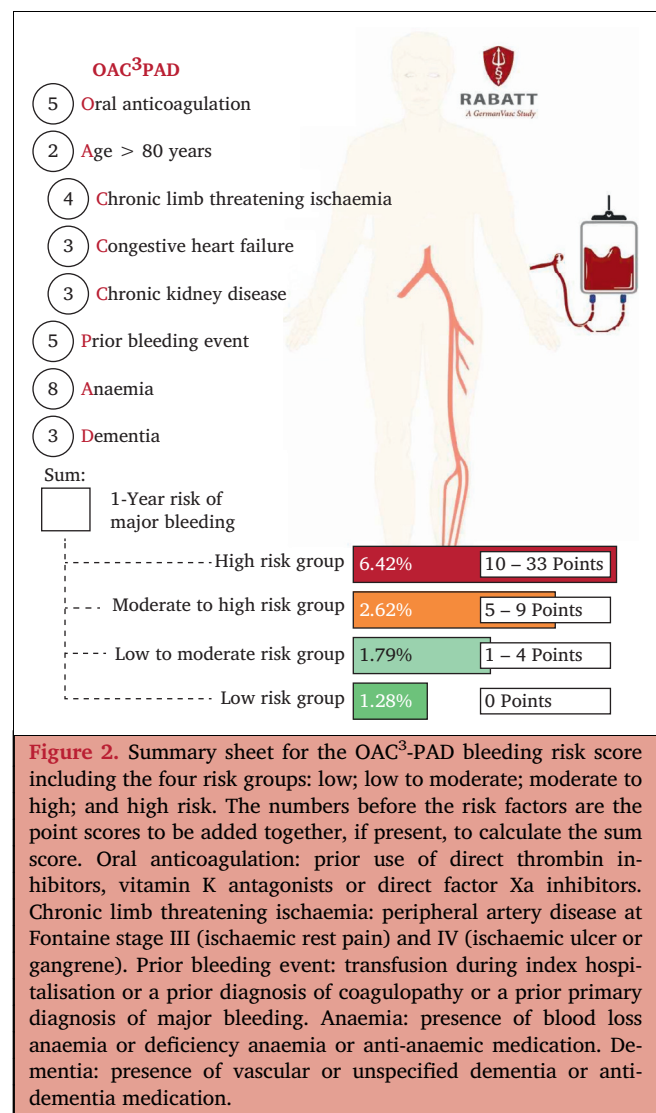 OAC³PAD
RABATT
A GermanVasc Study
5 Oral anticoagulation
2 Age > 80 years
4 Chronic limb threatening ischaemia
3 Congestive heart failure
3 Chronic kidney disease
5 Prior bleeding event
8 Anaemia
3 Dementia
Sum:
1-Year risk of
major bleeding
High risk group 6.42% 10 – 33 Points
Moderate to high risk group 2.62% 5 – 9 Points
Low to moderate risk group 1.79% 1 – 4 Points
Low risk group 1.28% 0 Points
Figure 2. Summary sheet for the OAC³-PAD bleeding risk score
including the four risk groups: low; low to moderate; moderate to
high; and high risk. The numbers before the risk factors are the
point scores to be added together, if present, to calculate the sum
score. Oral anticoagulation: prior use of direct thrombin in-
hibitors, vitamin K antagonists or direct factor Xa inhibitors.
Chronic limb threatening ischaemia: peripheral artery disease at
Fontaine stage III (ischaemic rest pain) and IV (ischaemic ulcer or
gangrene). Prior bleeding event: transfusion during index hospi-
talisation or a prior diagnosis of coagulopathy or a prior primary
diagnosis of major bleeding. Anaemia: presence of blood loss
anaemia or deficiency anaemia or anti-anaemic medication. De-
mentia: presence of vascular or unspecified dementia or anti-
dementia medication.